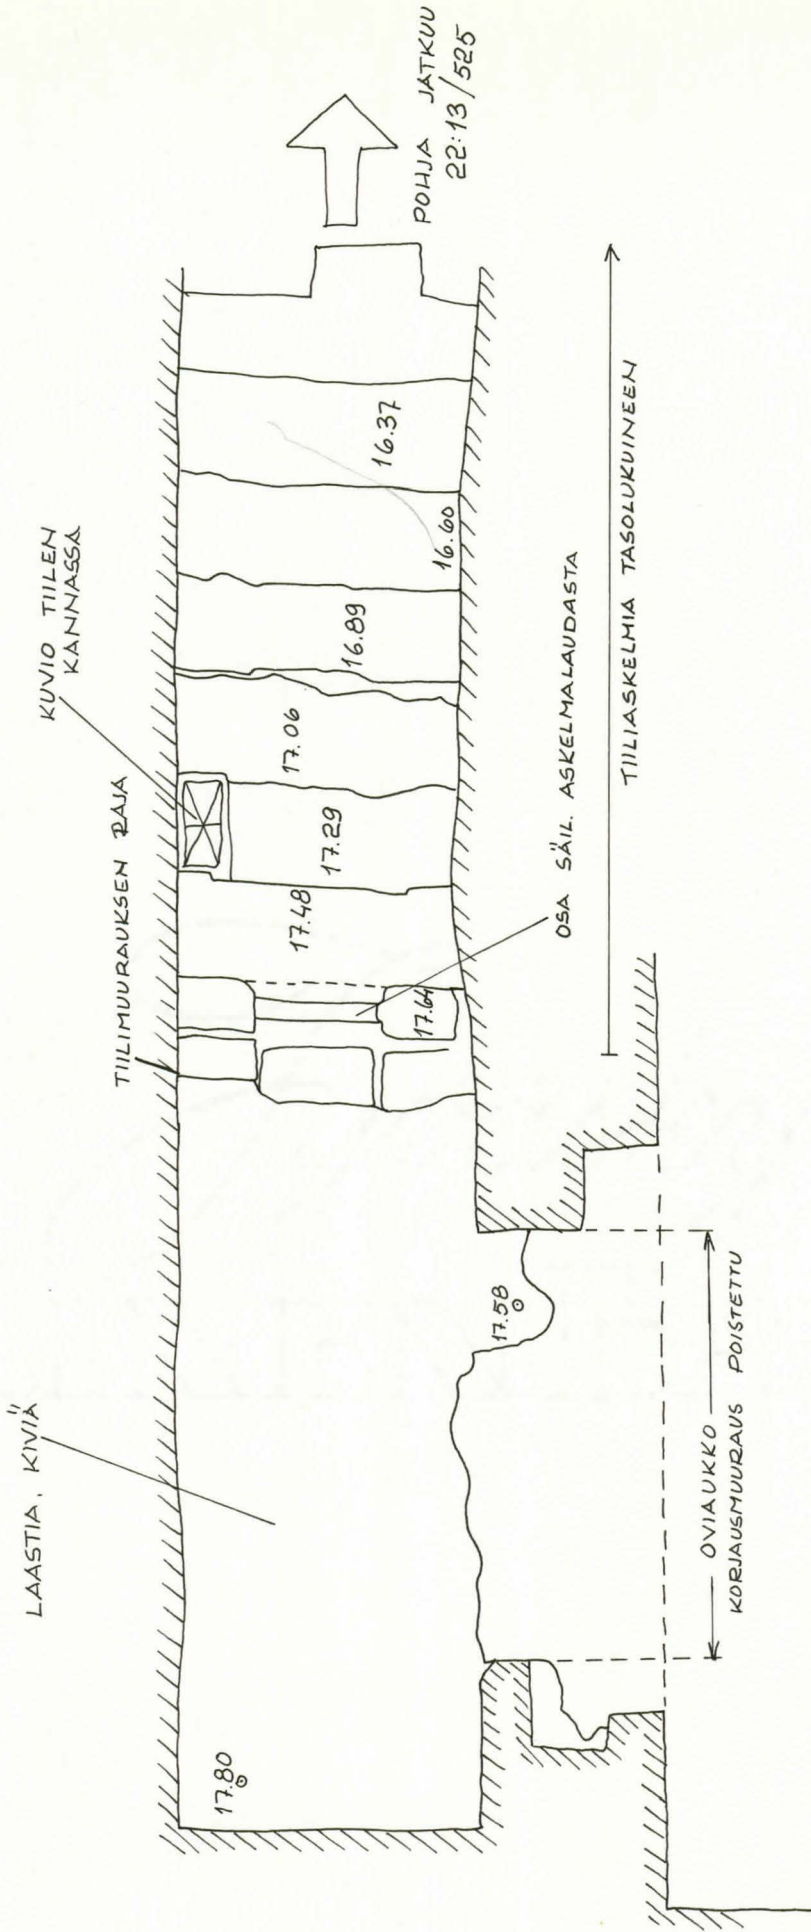 LAASTIA, KIVIÄ
TIILIMUURAUKSEN RAJA
KUVIO TIILEN
KANNASSA
POHJA JATKUU
22:13/525
17.80
17.58
17.64
17.48
17.29
17.06
16.89
16.60
16.37
OSA SÄIL. ASKELMALAUDASTA
TIILIASKELMIA TASOLUKUINEEN
OVIAUKKO
KORJAUSMUURAUS POISTETTU